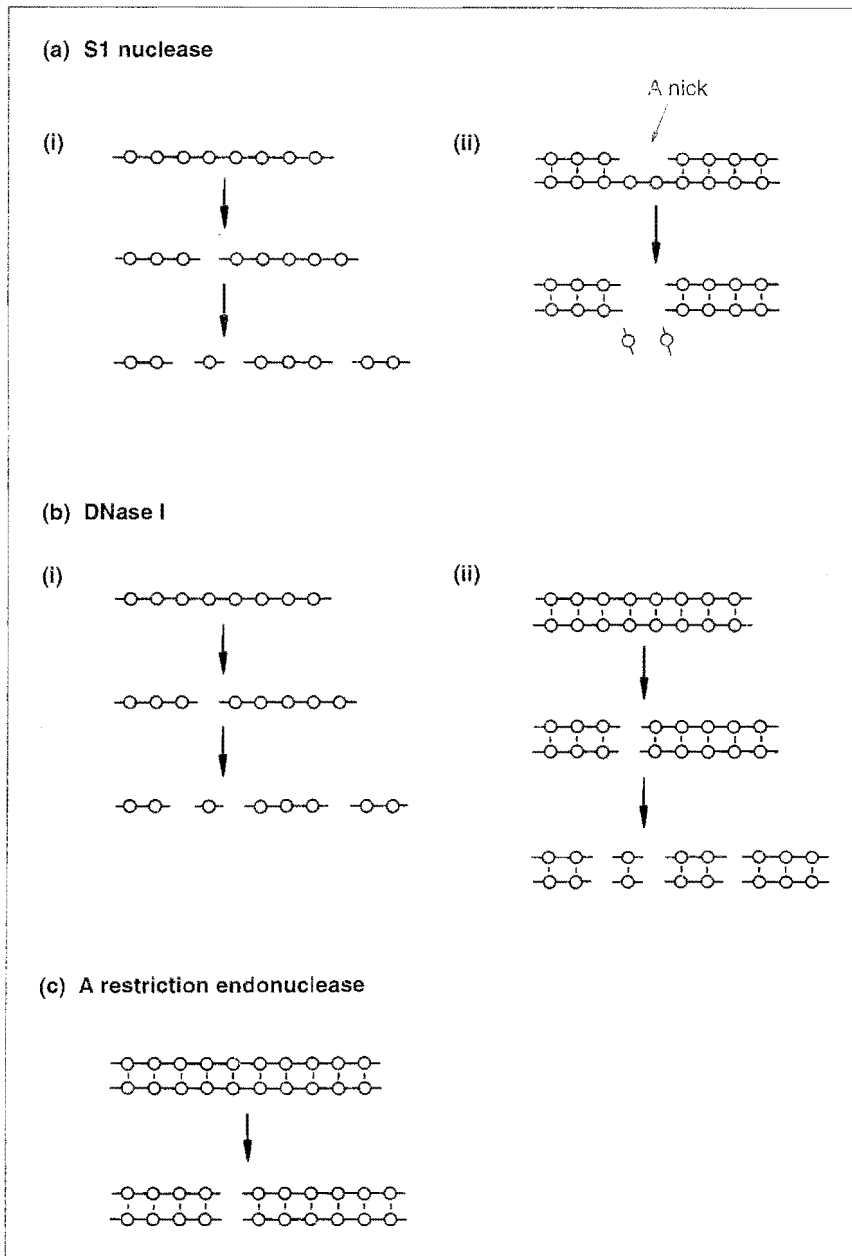 (a) S1 nuclease
A nick
(i)
(ii)
(b) DNase I
(i)
(ii)
(c) A restriction endonuclease